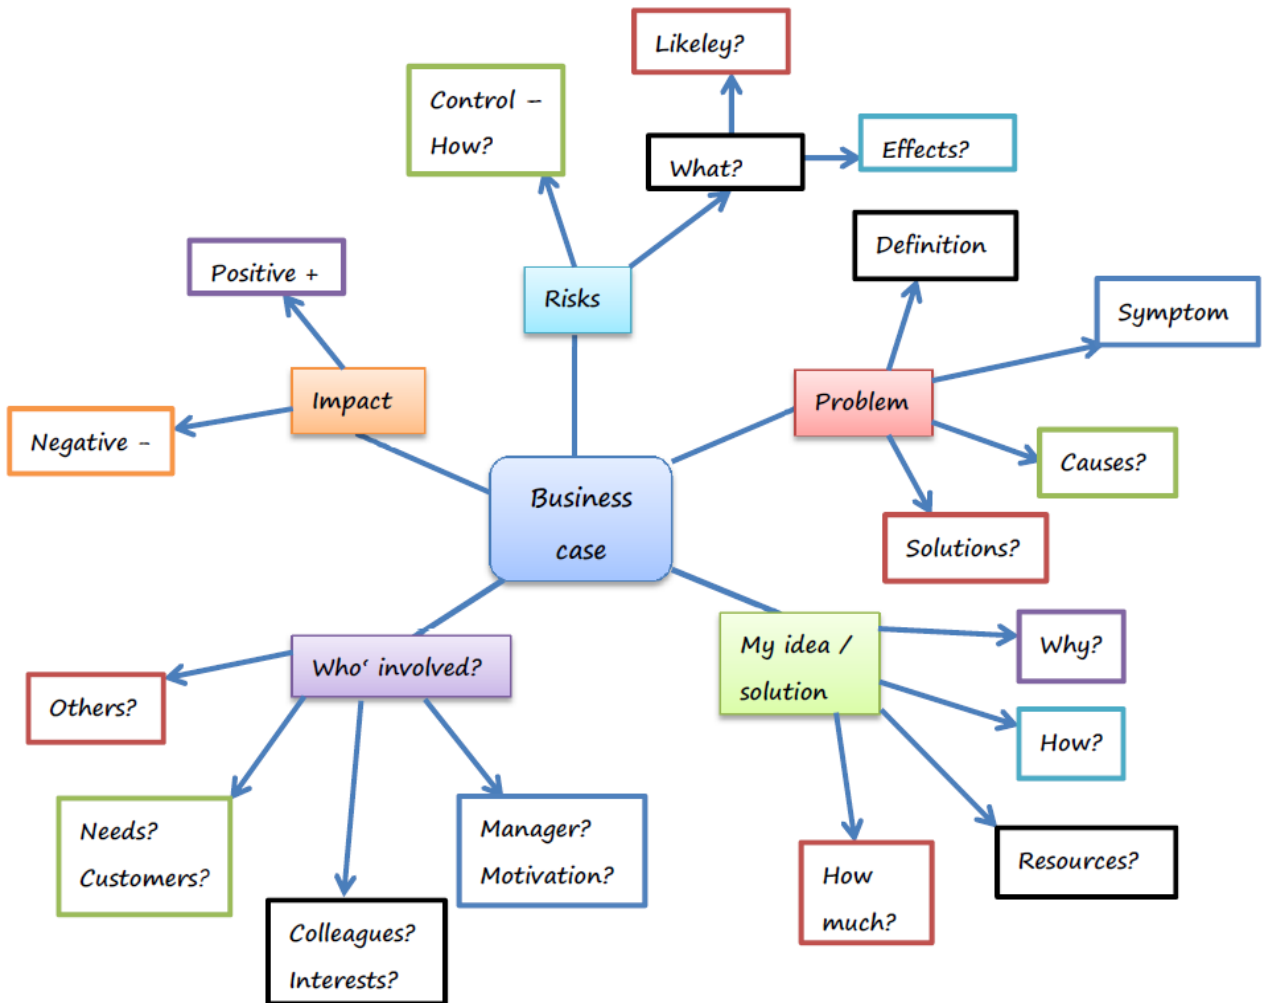 Likeley?
Control –
How?
What?
Effects?
Definition
Positive +
Risks
Symptom
Impact
Problem
Negative -
Causes?
Business
case
Solutions?
My idea /
solution
Why?
Who‘ involved?
Others?
How?
Needs?
Customers?
Manager?
Motivation?
Resources?
How
much?
Colleagues?
Interests?